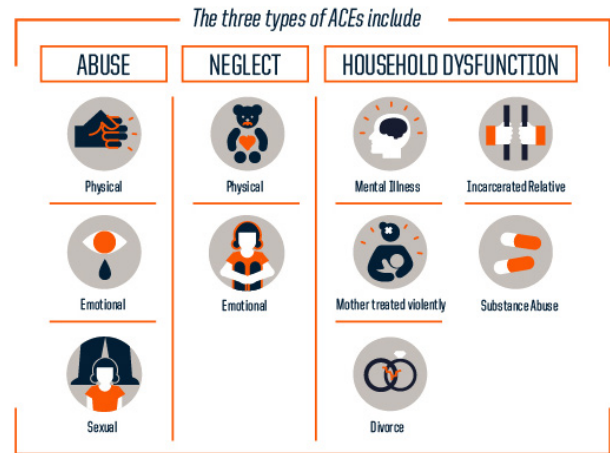 The three types of ACEs include
ABUSE
Physical
Emotional
Sexual
NEGLECT
Physical
Emotional
HOUSEHOLD DYSFUNCTION
Mental Illness
Incarcerated Relative
Mother treated violently
Substance Abuse
Divorce